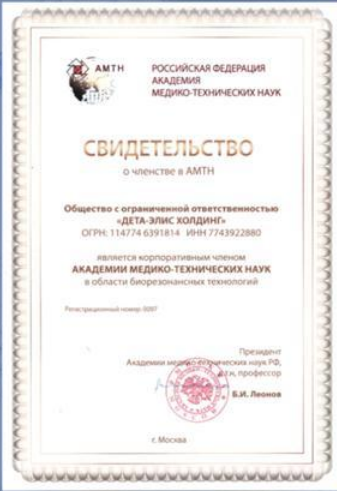 АМТН
РОССИЙСКАЯ ФЕДЕРАЦИЯ
АКАДЕМИЯ
МЕДИКО-ТЕХНИЧЕСКИХ НАУК
СВИДЕТЕЛЬСТВО
о членстве в АМТН
Общество с ограниченной ответственностью
«ДЕТА-ЭЛИС ХОЛДИНГ»
ОГРН: 114774 6391814 ИНН 7743922880
является корпоративным членом
АКАДЕМИИ МЕДИКО-ТЕХНИЧЕСКИХ НАУК
в области биорезонансных технологий
Регистрационный номер: 0097
Президент
Академии медико-технических наук РФ,
д.т.н, профессор
Б.И. Леонов
г. Москва